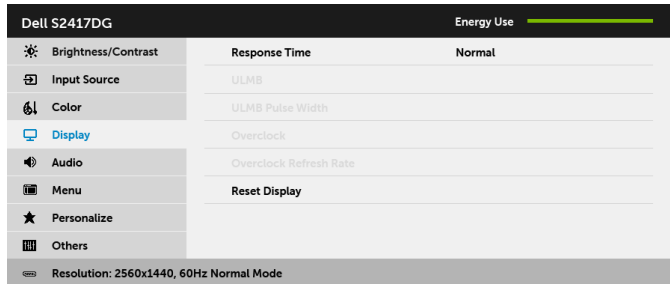 Dell S2417DG
Energy Use
Brightness/Contrast
Response Time Normal
Input Source
ULMB
Color
ULMB Pulse Width
Display
Overclock
Audio
Overclock Refresh Rate
Menu
Reset Display
Personalize
Others
Resolution: 2560x1440, 60Hz Normal Mode